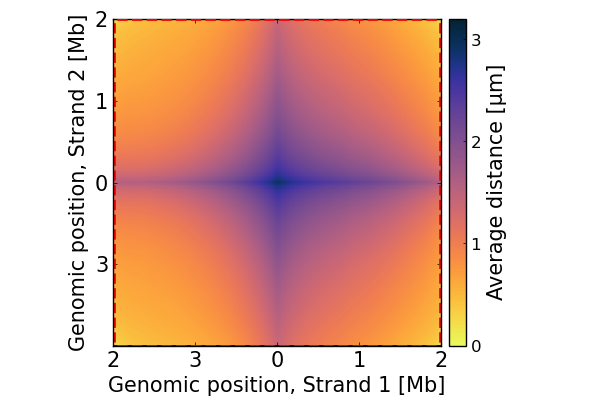 2
1
0
3
Genomic position, Strand 2 [Mb]
2 3 0 1 2
Genomic position, Strand 1 [Mb]
3
2
1
0
Average distance [μm]